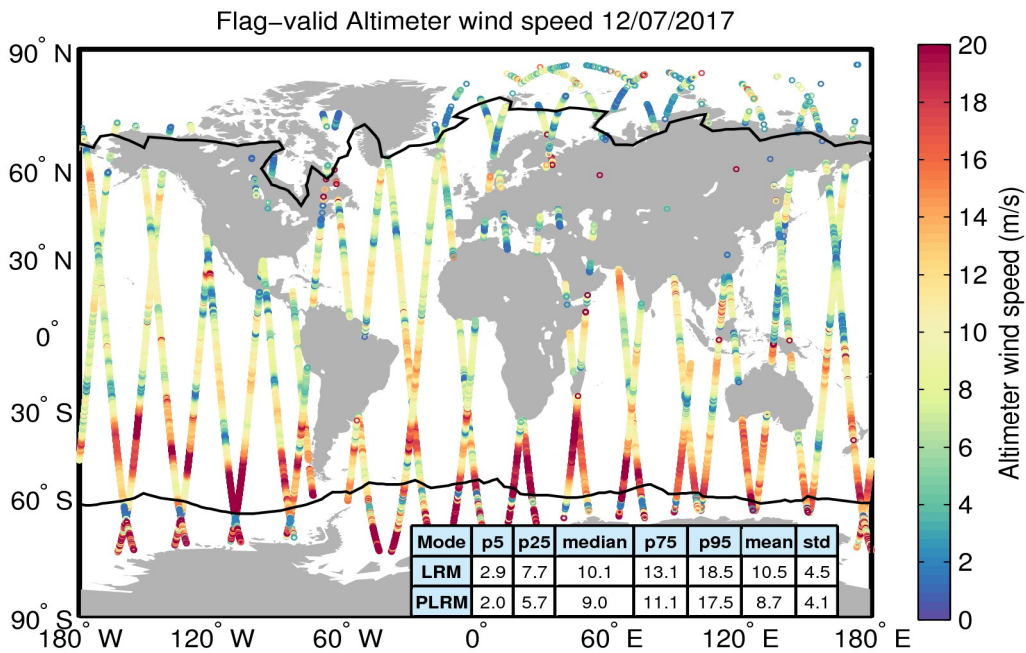 Flag−valid Altimeter wind speed 12/07/2017
90° N
60° N
30° N
0°
30° S
60° S
90° S
180° W
120° W
60° W
0°
60° E
120° E
180° E
Mode p5 p25 median p75 p95 mean std
LRM 2.9 7.7 10.1 13.1 18.5 10.5 4.5
PLRM 2.0 5.7 9.0 11.1 17.5 8.7 4.1
20
18
16
14
12
10
8
6
4
2
0
Altimeter wind speed (m/s)